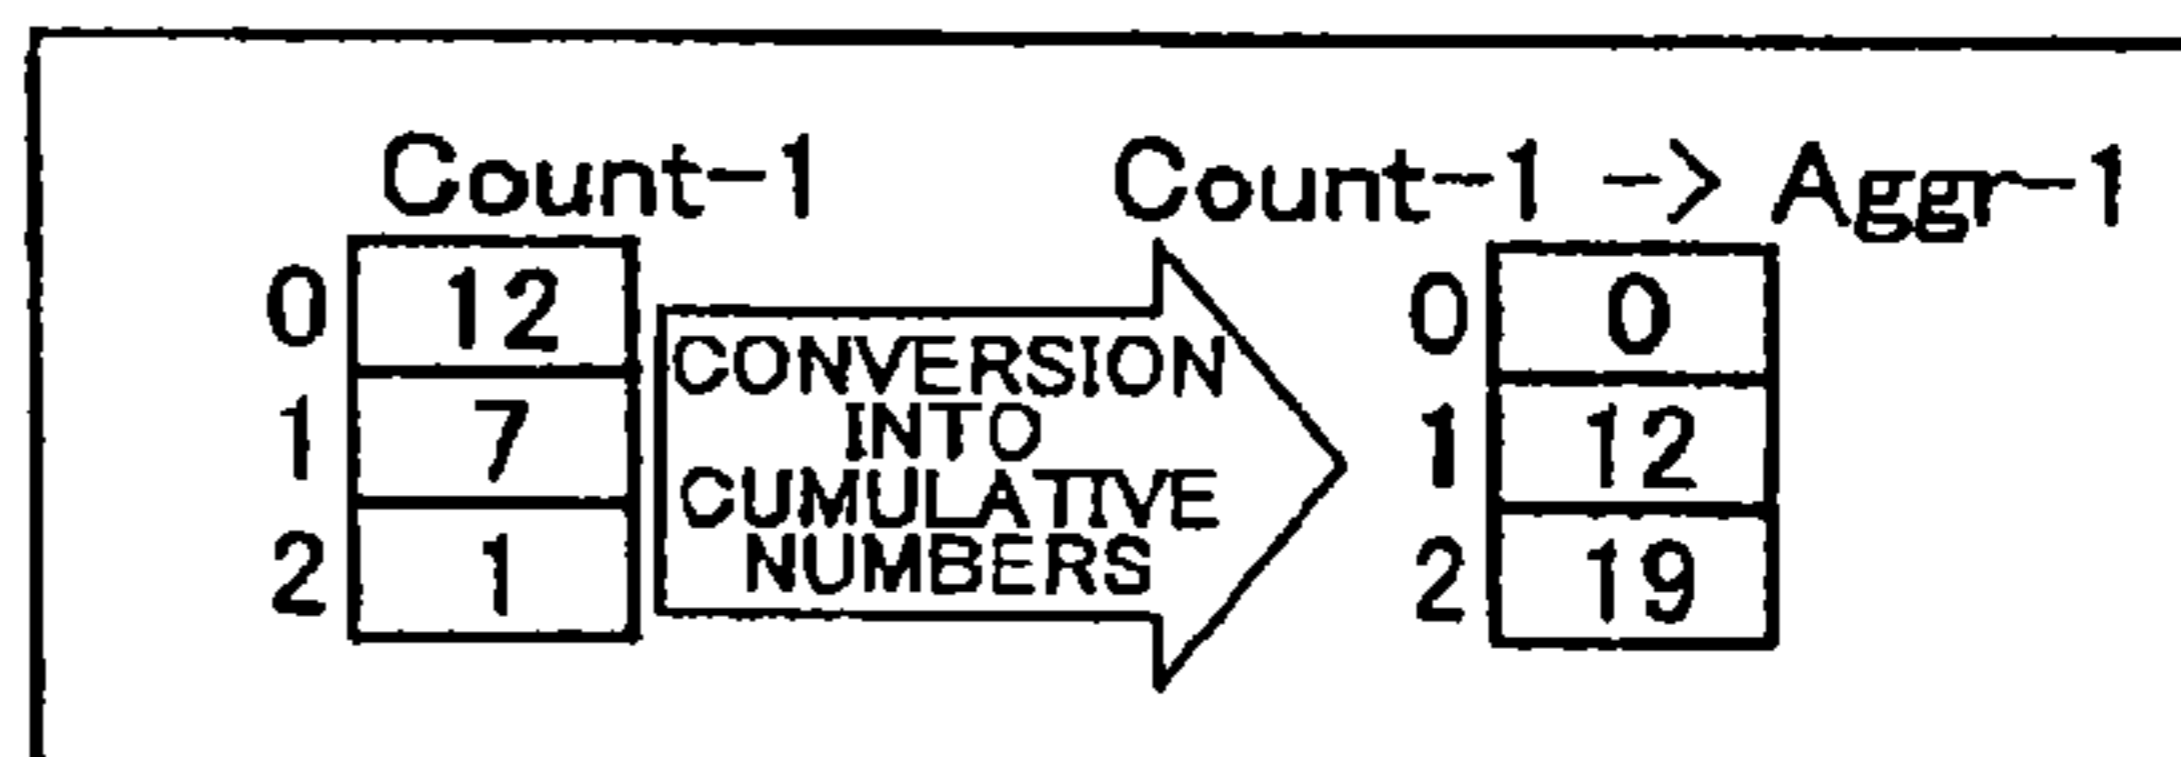 Count-1
Count-1 -> Aggr-1
0 12
1 7
2 1
CONVERSION
INTO
CUMULATIVE
NUMBERS
0 0
1 12
2 19